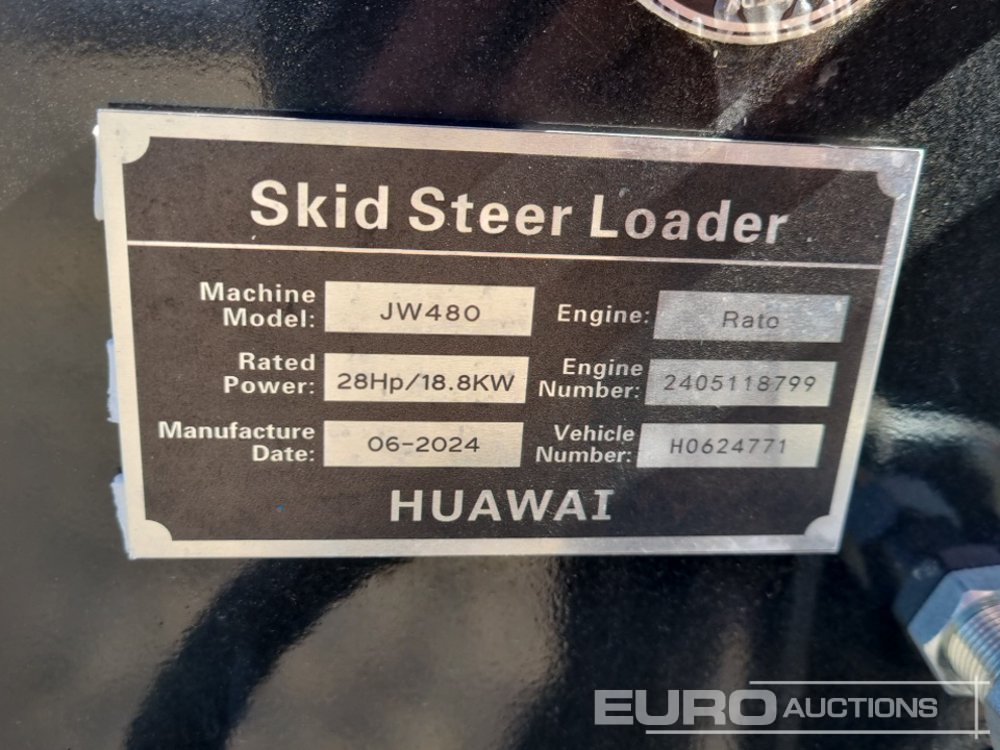 Skid Steer Loader
Machine Model: JW480
Engine: Rato
Rated Power: 28Hp/18.8KW
Engine Number: 2405118799
Manufacture Date: 06-2024
Vehicle Number: H0624771
HUAWAI
EURO AUCTIONS